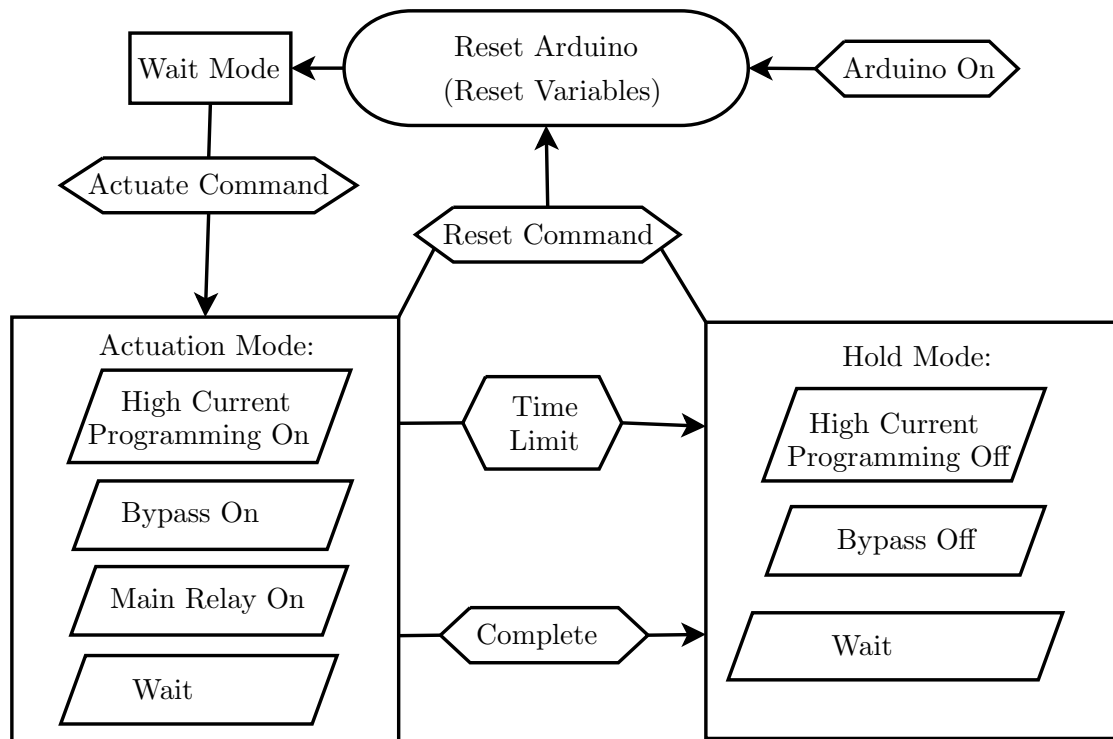 Wait Mode
Reset Arduino
(Reset Variables)
Arduino On
Actuate Command
Reset Command
Actuation Mode:
High Current
Programming On
Bypass On
Main Relay On
Wait
Time
Limit
Complete
Hold Mode:
High Current
Programming Off
Bypass Off
Wait